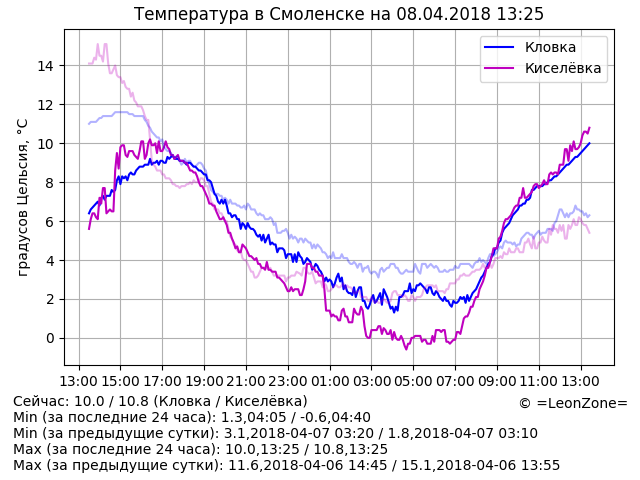 Температура в Смоленске на 08.04.2018 13:25
градусов Цельсия, °C
14
12
10
8
6
4
2
0
Кловка
Киселёвка
13:00 15:00 17:00 19:00 21:00 23:00 01:00 03:00 05:00 07:00 09:00 11:00 13:00
Сейчас: 10.0 / 10.8 (Кловка / Киселёвка)
© =LeonZone=
Min (за последние 24 часа): 1.3,04:05 / -0.6,04:40
Min (за предыдущие сутки): 3.1,2018-04-07 03:20 / 1.8,2018-04-07 03:10
Max (за последние 24 часа): 10.0,13:25 / 10.8,13:25
Max (за предыдущие сутки): 11.6,2018-04-06 14:45 / 15.1,2018-04-06 13:55